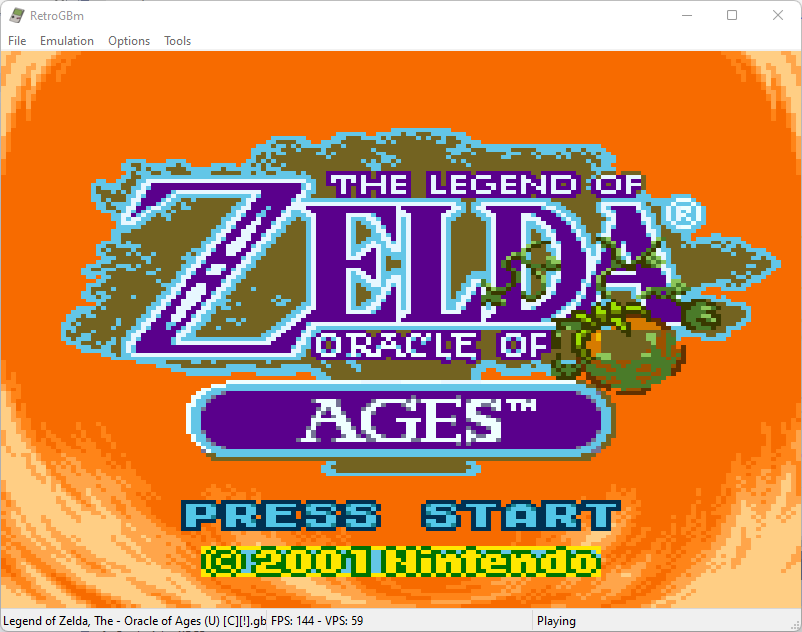 RetroGBm
File Emulation Options Tools
THE LEGEND OF
ZELDA®
ORACLE OF
AGES™
PRESS START
© 2001 Nintendo
Legend of Zelda, The - Oracle of Ages (U) [C][!].gb FPS: 144 - VPS: 59 Playing